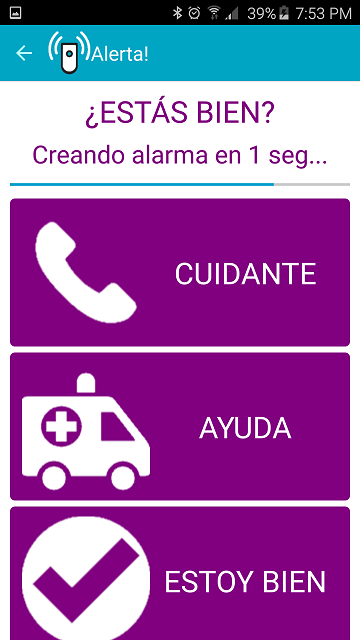 39% 7:53 PM
Alerta!
¿ESTÁS BIEN?
Creando alarma en 1 seg...
CUIDANTE
AYUDA
ESTOY BIEN